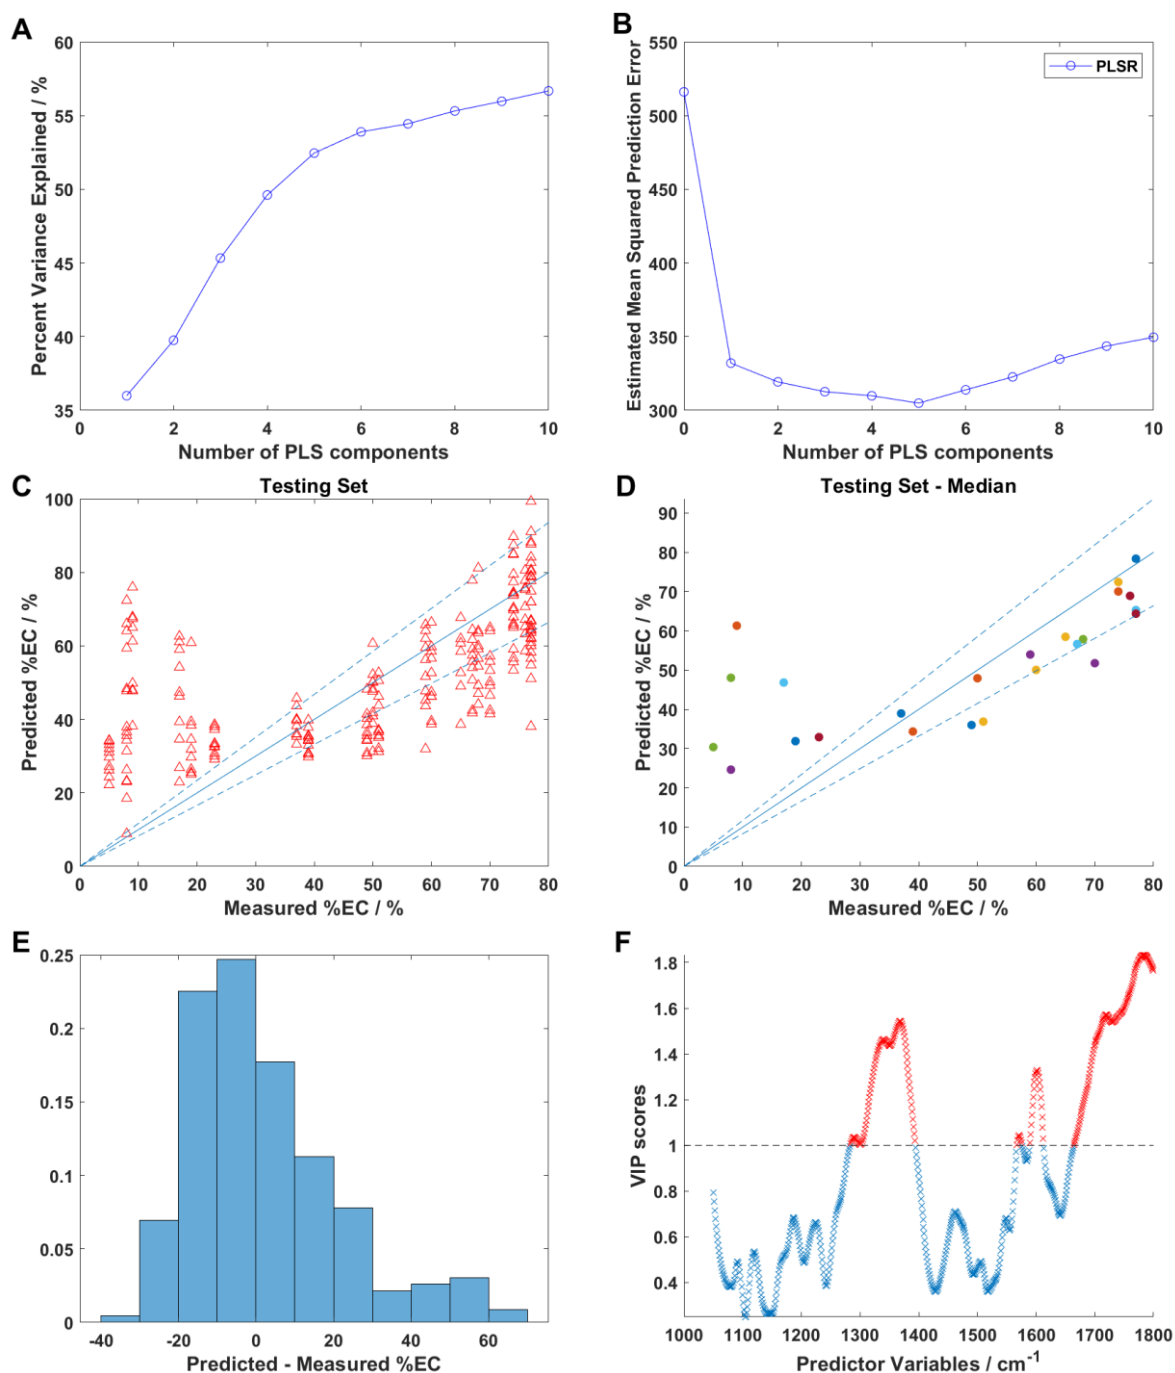 A
60
55
50
45
40
35
0 2 4 6 8 10
Percent Variance Explained / %
Number of PLS components
B
550
500
450
400
350
300
0 2 4 6 8 10
Estimated Mean Squared Prediction Error
Number of PLS components
PLSR
C
Testing Set
100
80
60
40
20
0
0 10 20 30 40 50 60 70 80
Predicted %EC / %
Measured %EC / %
D
Testing Set - Median
90
80
70
60
50
40
30
20
10
0
0 10 20 30 40 50 60 70 80
Predicted %EC / %
Measured %EC / %
E
0.25
0.2
0.15
0.1
0.05
0
-40 -20 0 20 40 60
Predicted - Measured %EC
F
1.8
1.6
1.4
1.2
1
0.8
0.6
0.4
1000 1100 1200 1300 1400 1500 1600 1700 1800
VIP scores
Predictor Variables / cm⁻¹